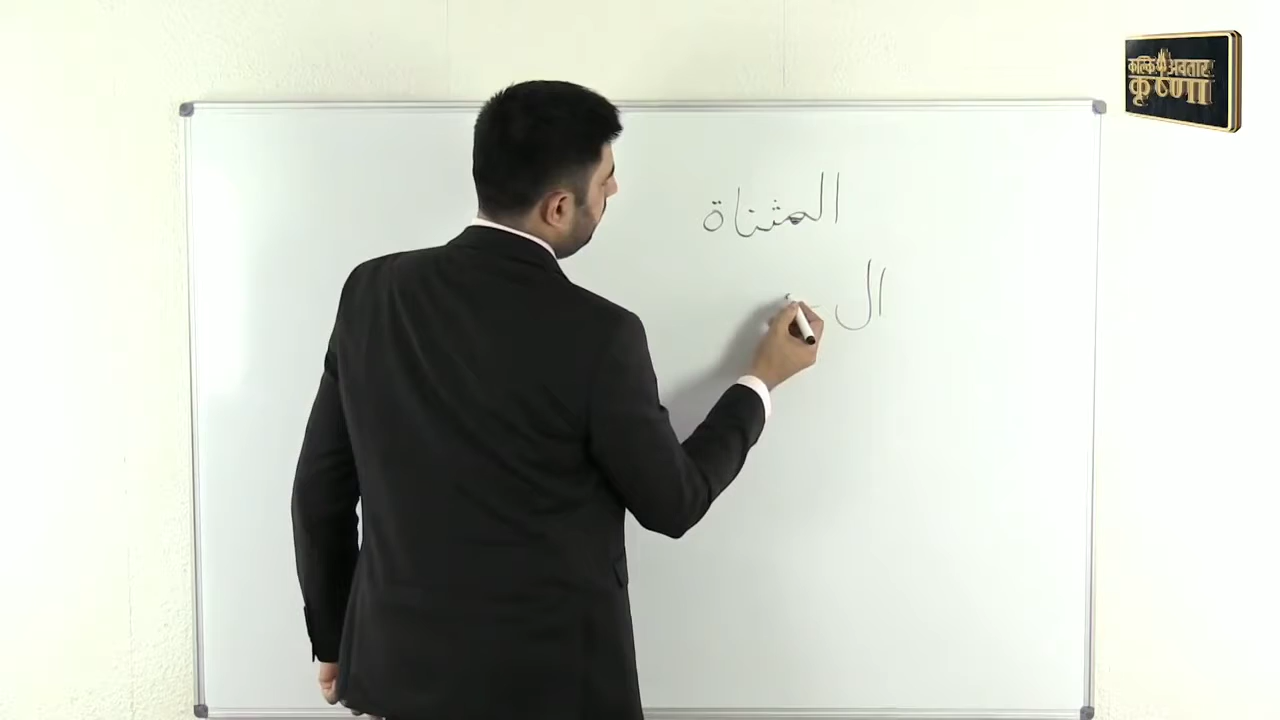 कल्कि अवतार
कृष्णा
المثناة
ال